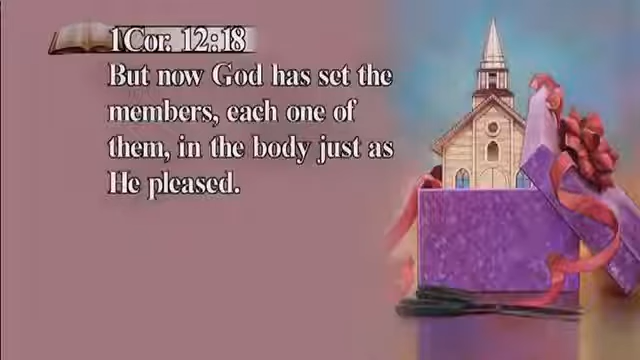 1Cor. 12:18
But now God has set the
members, each one of
them, in the body just as
He pleased.